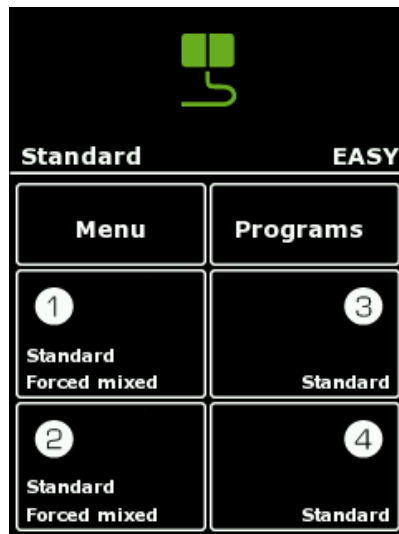 Standard EASY
Menu Programs
1 3
Standard
Forced mixed Standard
2 4
Standard
Forced mixed Standard